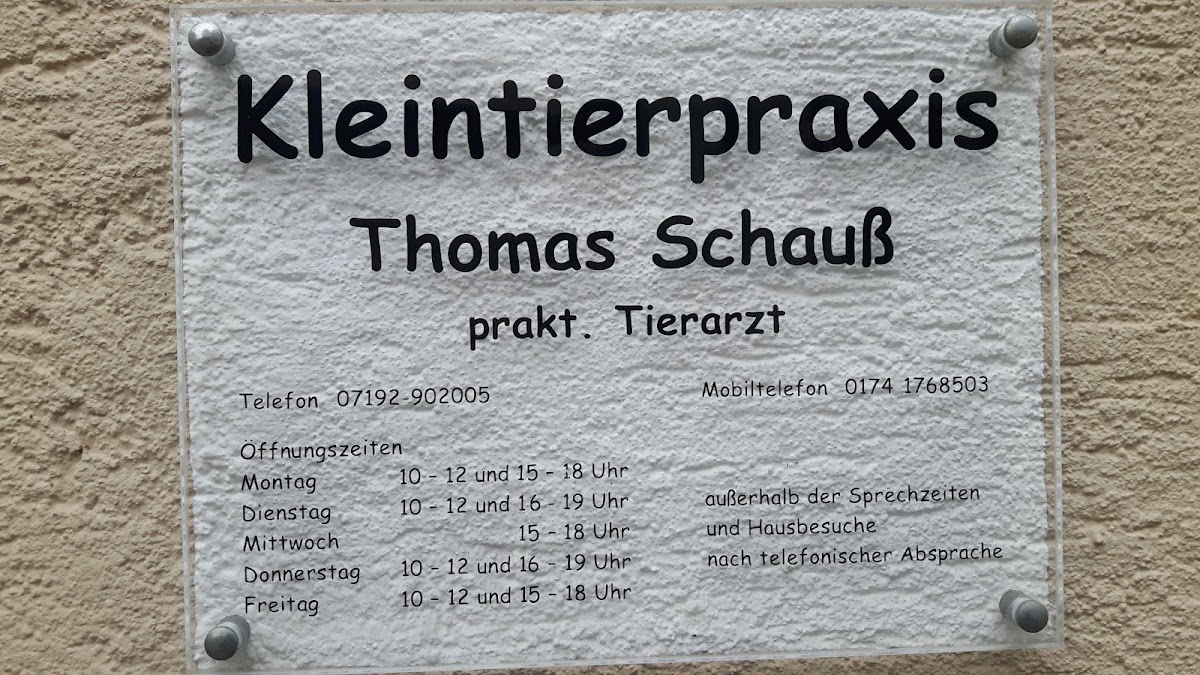 Kleintierpraxis
Thomas Schauß
prakt. Tierarzt
Telefon 07192-902005
Mobiltelefon 0174 1768503
Öffnungszeiten
Montag 10 - 12 und 15 - 18 Uhr
Dienstag 10 - 12 und 16 - 19 Uhr
Mittwoch 15 - 18 Uhr
Donnerstag 10 - 12 und 16 - 19 Uhr
Freitag 10 - 12 und 15 - 18 Uhr
außerhalb der Sprechzeiten
und Hausbesuche
nach telefonischer Absprache